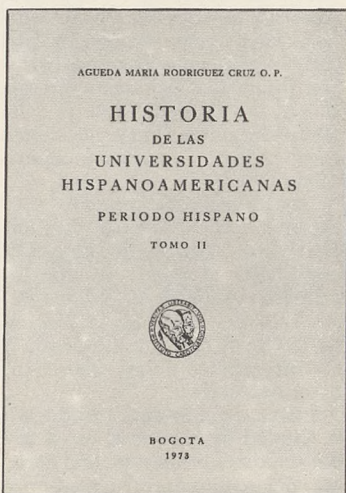 AGUEDA MARIA RODRIGUEZ CRUZ O. P.
HISTORIA
DE LAS
UNIVERSIDADES
HISPANOAMERICANAS
PERIODO HISPANO
TOMO II
BOGOTA
1973